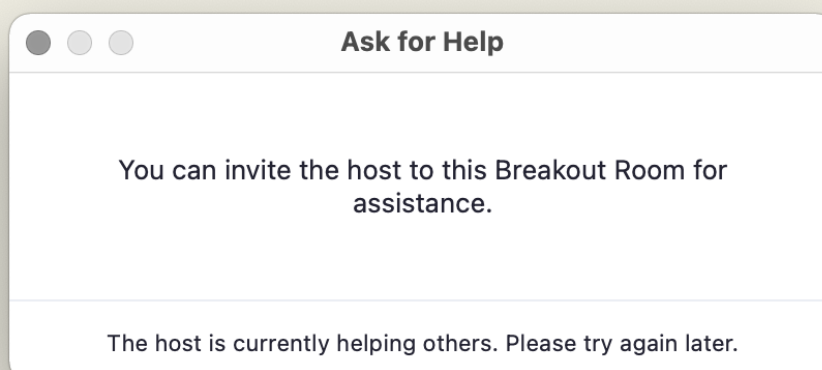 Ask for Help
You can invite the host to this Breakout Room for
assistance.
The host is currently helping others. Please try again later.